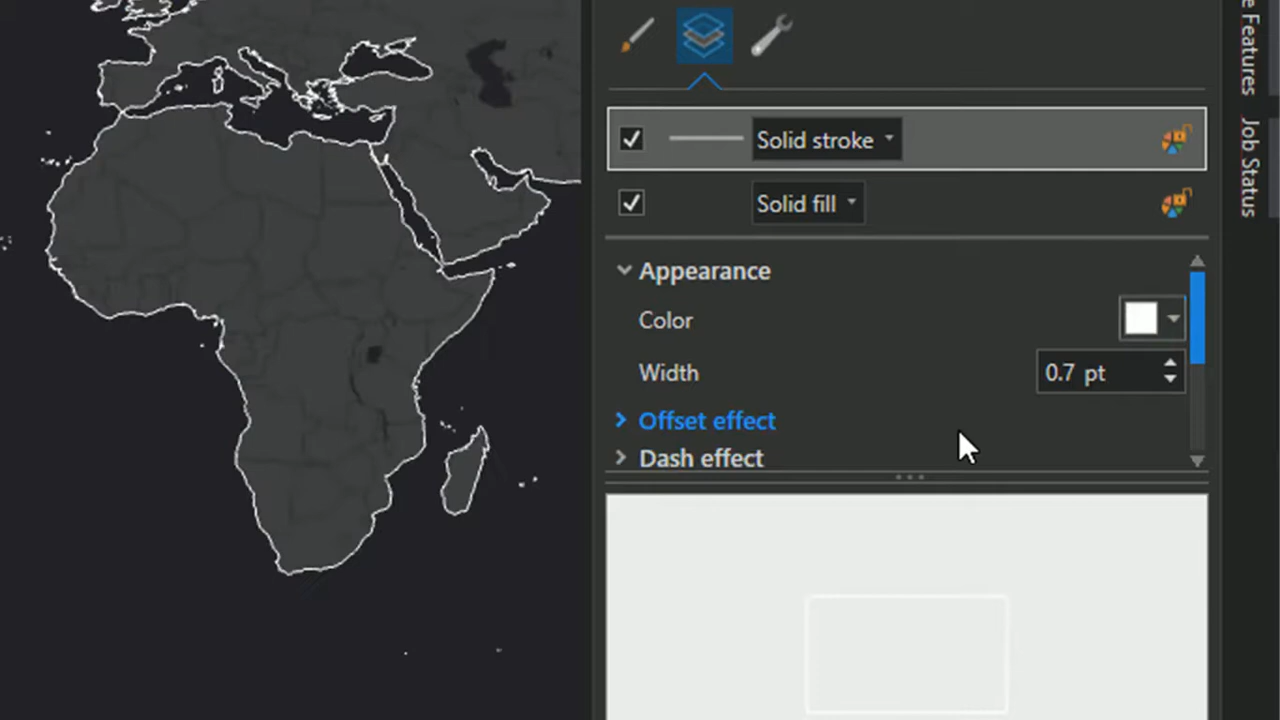 Solid stroke
Solid fill
Appearance
Color
Width
0.7 pt
Offset effect
Dash effect
Features
Job Status